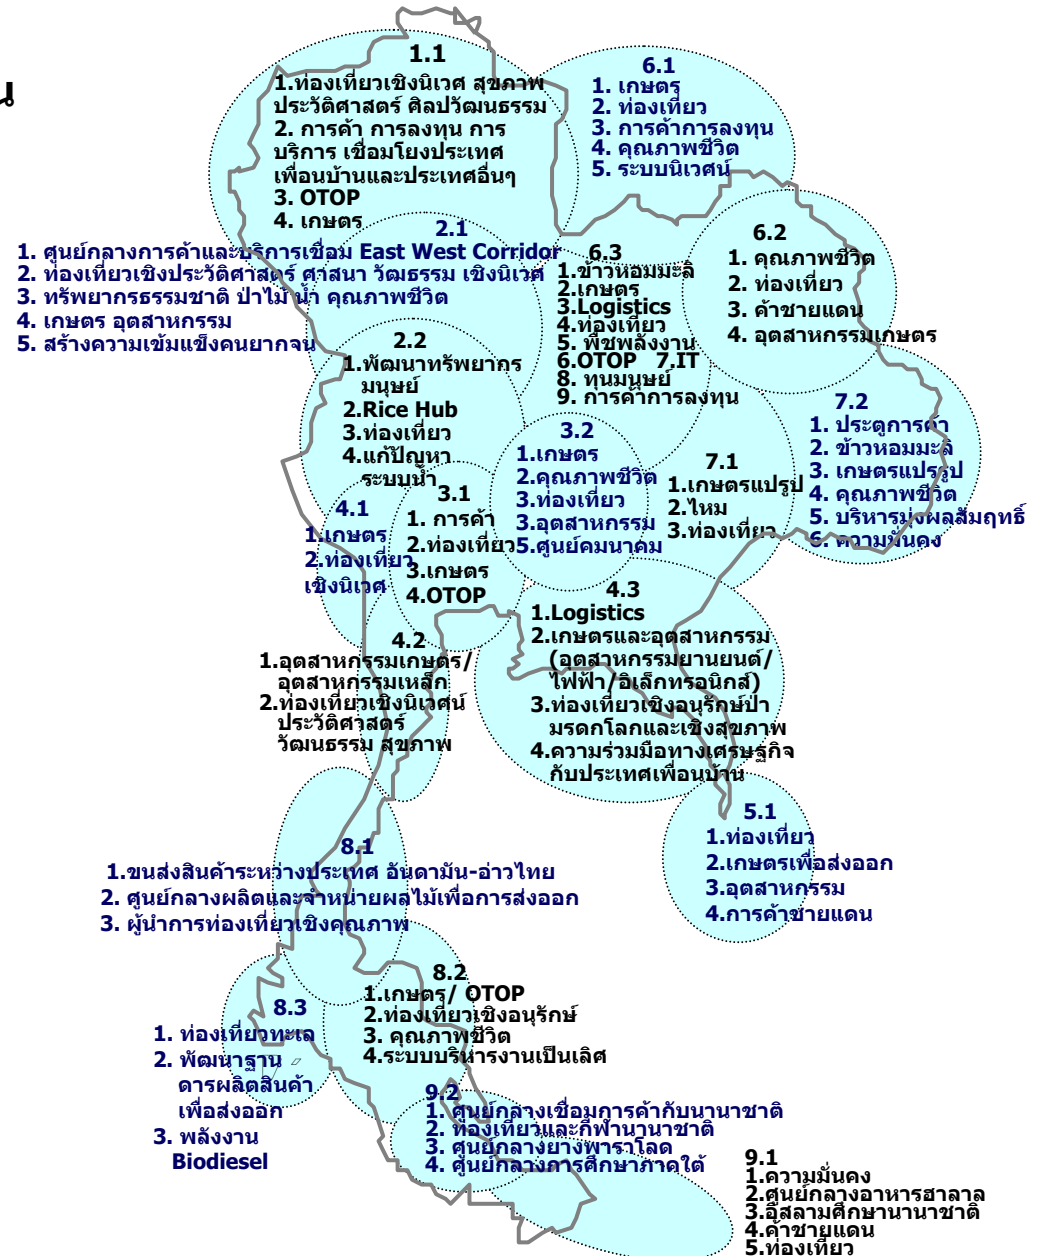 น
1.1
1.ท่องเที่ยวเชิงนิเวศ สุขภาพ
ประวัติศาสตร์ ศิลปวัฒนธรรม
2. การค้า การลงทุน การ
บริการ เชื่อมโยงประเทศ
เพื่อนบ้านและประเทศอื่นๆ
3. OTOP
4. เกษตร
6.1
1. เกษตร
2. ท่องเที่ยว
3. การค้าการลงทุน
4. คุณภาพชีวิต
5. ระบบนิเวศน์
2.1
1. ศูนย์กลางการค้าและบริการเชื่อม East West Corridor
2. ท่องเที่ยวเชิงประวัติศาสตร์ ศาสนา วัฒธรรม เชิงนิเวศ
3. ทรัพยากรธรรมชาติ ป่าไม้ น้ำ คุณภาพชีวิต
4. เกษตร อุตสาหกรรม
5. สร้างความเข้มแข็งคนยากจน
6.3
1.ข้าวหอมมะลิ
2.เกษตร
3.Logistics
4.ท่องเที่ยว
5. พืชพลังงาน
6.OTOP 7.IT
8. ทุนมนุษย์
9. การค้าการลงทุน
6.2
1. คุณภาพชีวิต
2. ท่องเที่ยว
3. ค้าชายแดน
4. อุตสาหกรรมเกษตร
2.2
1.พัฒนาทรัพยากร
มนุษย์
2.Rice Hub
3.ท่องเที่ยว
4.แก้ปัญหา
ระบบน้ำ
7.2
1. ประตูการค้า
2. ข้าวหอมมะลิ
3. เกษตรแปรรูป
4. คุณภาพชีวิต
5. บริหารมุ่งผลสัมฤทธิ์
6. ความมั่นคง
3.2
1.เกษตร
2.คุณภาพชีวิต
3.ท่องเที่ยว
3.อุตสาหกรรม
5.ศูนย์คมนาคม
7.1
1.เกษตรแปรูป
2.ไหม
3.ท่องเที่ยว
4.1
1.เกษตร
2.ท่องเที่ยว
เชิงนิเวศ
3.1
1. การค้า
2.ท่องเที่ยว
3.เกษตร
4.OTOP
4.3
1.Logistics
2.เกษตรและอุตสาหกรรม
(อุตสาหกรรมยานยนต์/
ไฟฟ้า/อิเล็กทรอนิกส์)
3.ท่องเที่ยวเชิงอนุรักษ์ป่า
มรดกโลกและเชิงสุขภาพ
4.ความร่วมมือทางเศรษฐกิจ
กับประเทศเพื่อนบ้าน
4.2
1.อุตสาหกรรมเกษตร/
อุตสาหกรรมเหล็ก
2.ท่องเที่ยวเชิงนิเวศน์
ประวัติศาสตร์
วัฒนธรรม สุขภาพ
5.1
1.ท่องเที่ยว
2.เกษตรเพื่อส่งออก
3.อุตสาหกรรม
4.การค้าชายแดน
8.1
1.ขนส่งสินค้าระหว่างประเทศ อันดามัน-อ่าวไทย
2. ศูนย์กลางผลิตและจำหน่ายผลไม้เพื่อการส่งออก
3. ผู้นำการท่องเที่ยวเชิงคุณภาพ
8.2
1.เกษตร/ OTOP
2.ท่องเที่ยวเชิงอนุรักษ์
3. คุณภาพชีวิต
4.ระบบบริหารงานเป็นเลิศ
8.3
1. ท่องเที่ยวทะเล
2. พัฒนาฐาน
ดารผลิตสินค้า
เพื่อส่งออก
3. พลังงาน
Biodiesel
9.2
1. ศูนย์กลางเชื่อมการค้ากับนานาชาติ
2. ท่องเที่ยวและกีฬานานาชาติ
3. ศูนย์กลางยางพาราโลด
4. ศูนย์กลางการศึกษาภาคใต้
9.1
1.ความมั่นคง
2.ศูนย์กลางอาหารฮาลาล
3.อิสลามศึกษานานาชาติ
4.ค้าชายแดน
5.ท่องเที่ยว